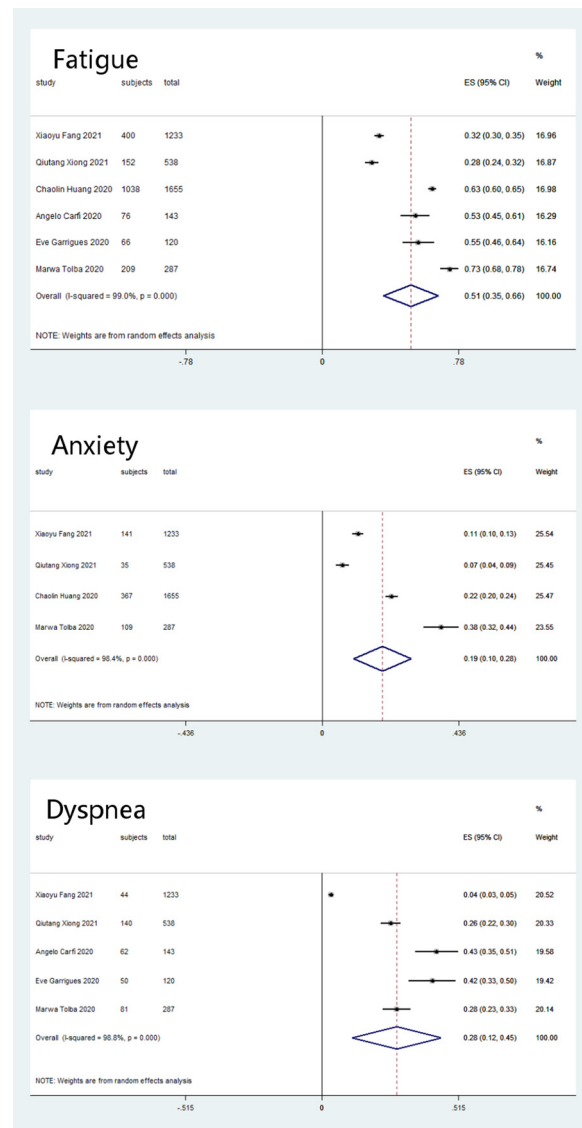 Fatigue
%
study subjects total ES (95% CI) Weight
Xiaoyu Fang 2021 400 1233 0.32 (0.30, 0.35) 16.96
Qiutang Xiong 2021 152 538 0.28 (0.24, 0.32) 16.87
Chaolin Huang 2020 1038 1655 0.63 (0.60, 0.65) 16.98
Angelo Carfì 2020 76 143 0.53 (0.45, 0.61) 16.29
Eve Garrigues 2020 66 120 0.55 (0.46, 0.64) 16.16
Marwa Tolba 2020 209 287 0.73 (0.68, 0.78) 16.74
Overall (I-squared = 99.0%, p = 0.000) 0.51 (0.35, 0.66) 100.00
NOTE: Weights are from random effects analysis
-.78 0 .78
Anxiety
%
study subjects total ES (95% CI) Weight
Xiaoyu Fang 2021 141 1233 0.11 (0.10, 0.13) 25.54
Qiutang Xiong 2021 35 538 0.07 (0.04, 0.09) 25.45
Chaolin Huang 2020 367 1655 0.22 (0.20, 0.24) 25.47
Marwa Tolba 2020 109 287 0.38 (0.32, 0.44) 23.55
Overall (I-squared = 98.4%, p = 0.000) 0.19 (0.10, 0.28) 100.00
NOTE: Weights are from random effects analysis
-.436 0 .436
Dyspnea
%
study subjects total ES (95% CI) Weight
Xiaoyu Fang 2021 44 1233 0.04 (0.03, 0.05) 20.52
Qiutang Xiong 2021 140 538 0.26 (0.22, 0.30) 20.33
Angelo Carfì 2020 62 143 0.43 (0.35, 0.51) 19.58
Eve Garrigues 2020 50 120 0.42 (0.33, 0.50) 19.42
Marwa Tolba 2020 81 287 0.28 (0.23, 0.33) 20.14
Overall (I-squared = 98.8%, p = 0.000) 0.28 (0.12, 0.45) 100.00
NOTE: Weights are from random effects analysis
-.515 0 .515